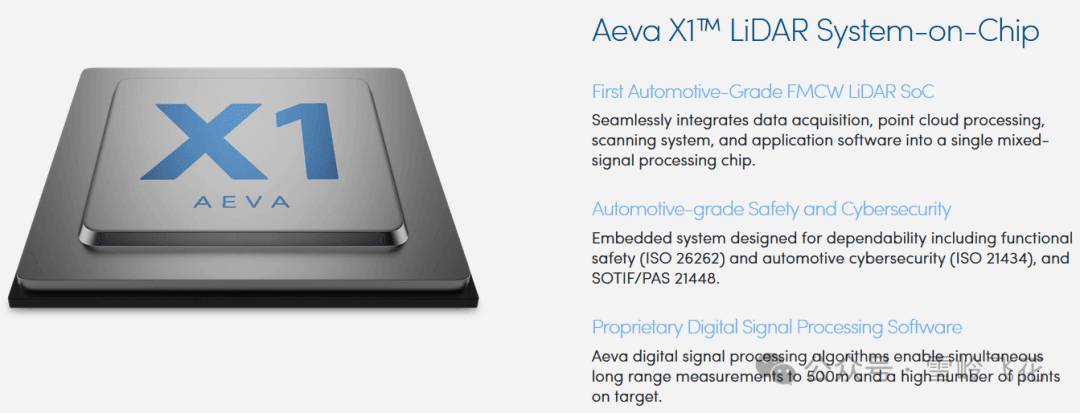 X1
AEVA
Aeva X1™ LiDAR System-on-Chip
First Automotive-Grade FMCW LiDAR SoC
Seamlessly integrates data acquisition, point cloud processing,
scanning system, and application software into a single mixed-
signal processing chip.
Automotive-grade Safety and Cybersecurity
Embedded system designed for dependability including functional
safety (ISO 26262) and automotive cybersecurity (ISO 21434), and
SOTIF/PAS 21448.
Proprietary Digital Signal Processing Software
Aeva digital signal processing algorithms enable simultaneous
long range measurements to 500m and a high number of points
on target.
公众号 · 雪岭飞花